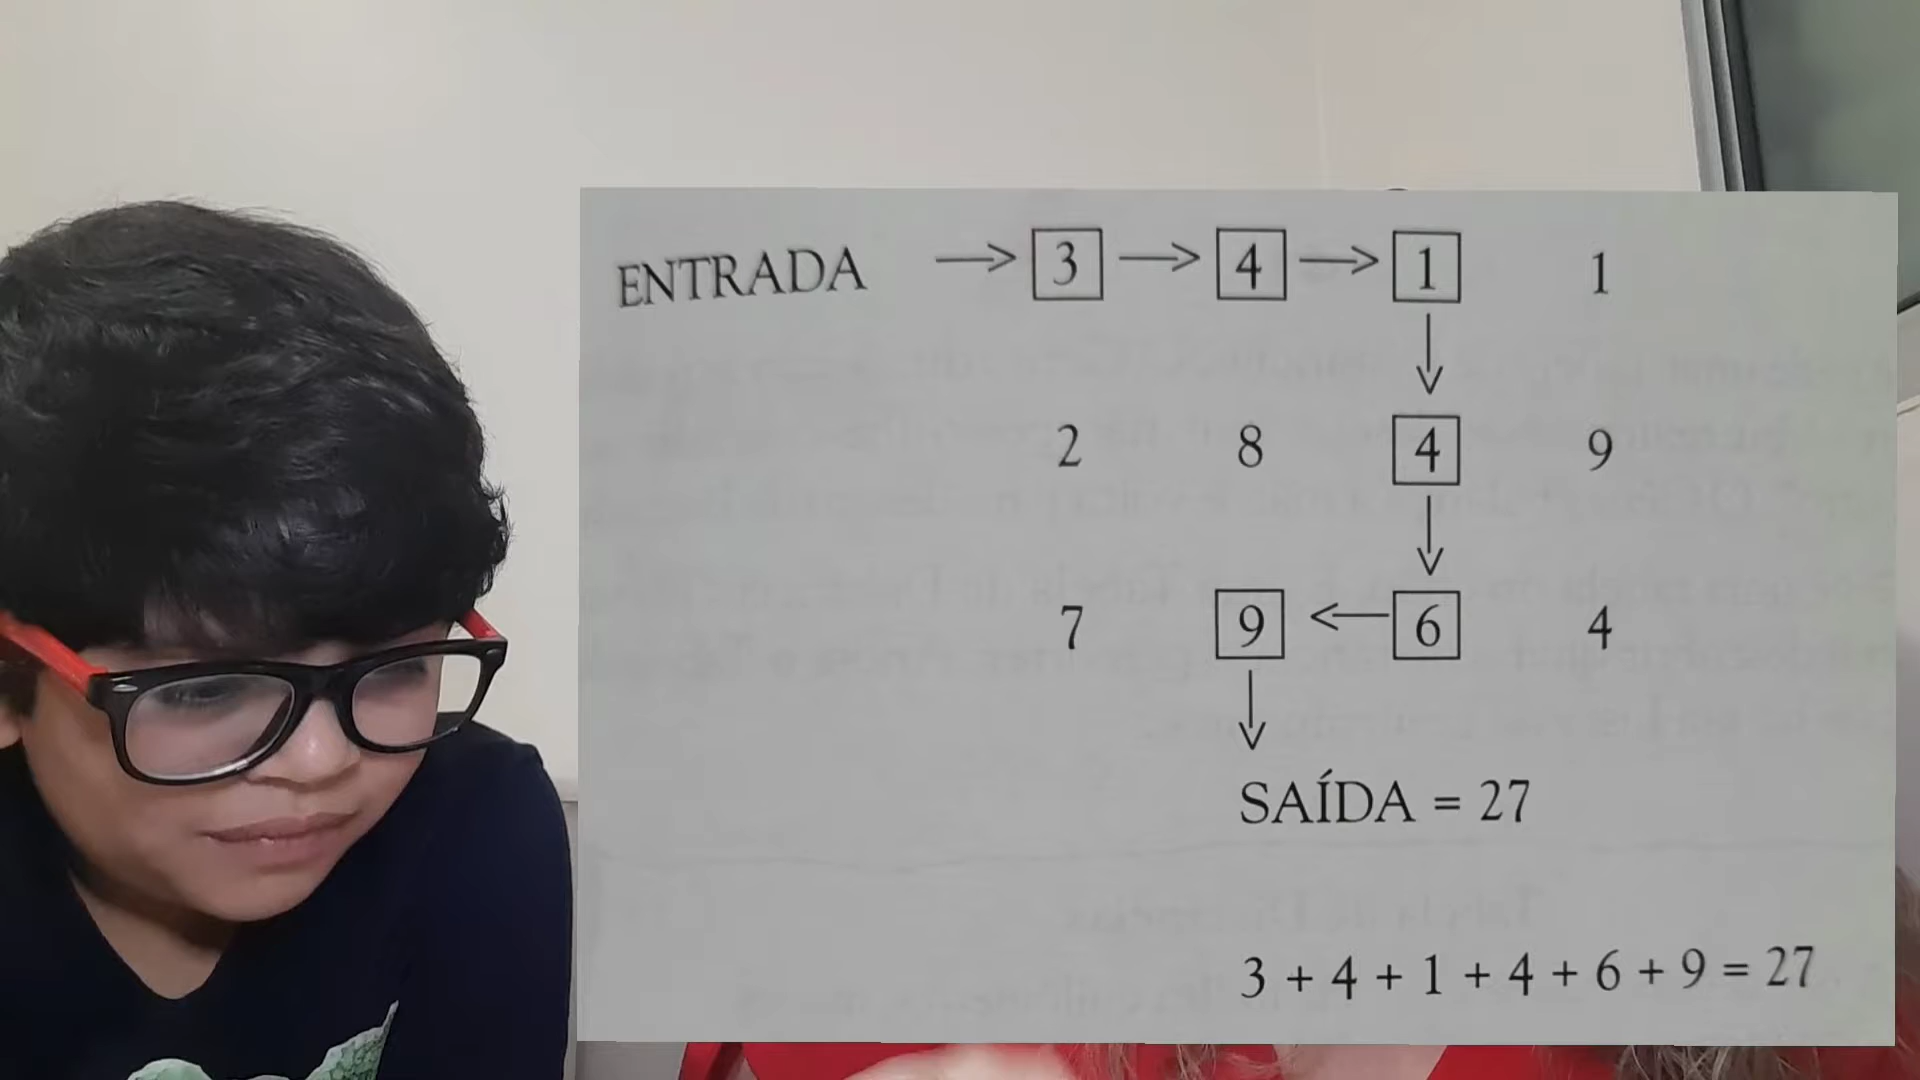 ENTRADA → 3 → 4 → 1 1
2 8 4 9
7 9 ← 6 4
SAÍDA = 27
3 + 4 + 1 + 4 + 6 + 9 = 27